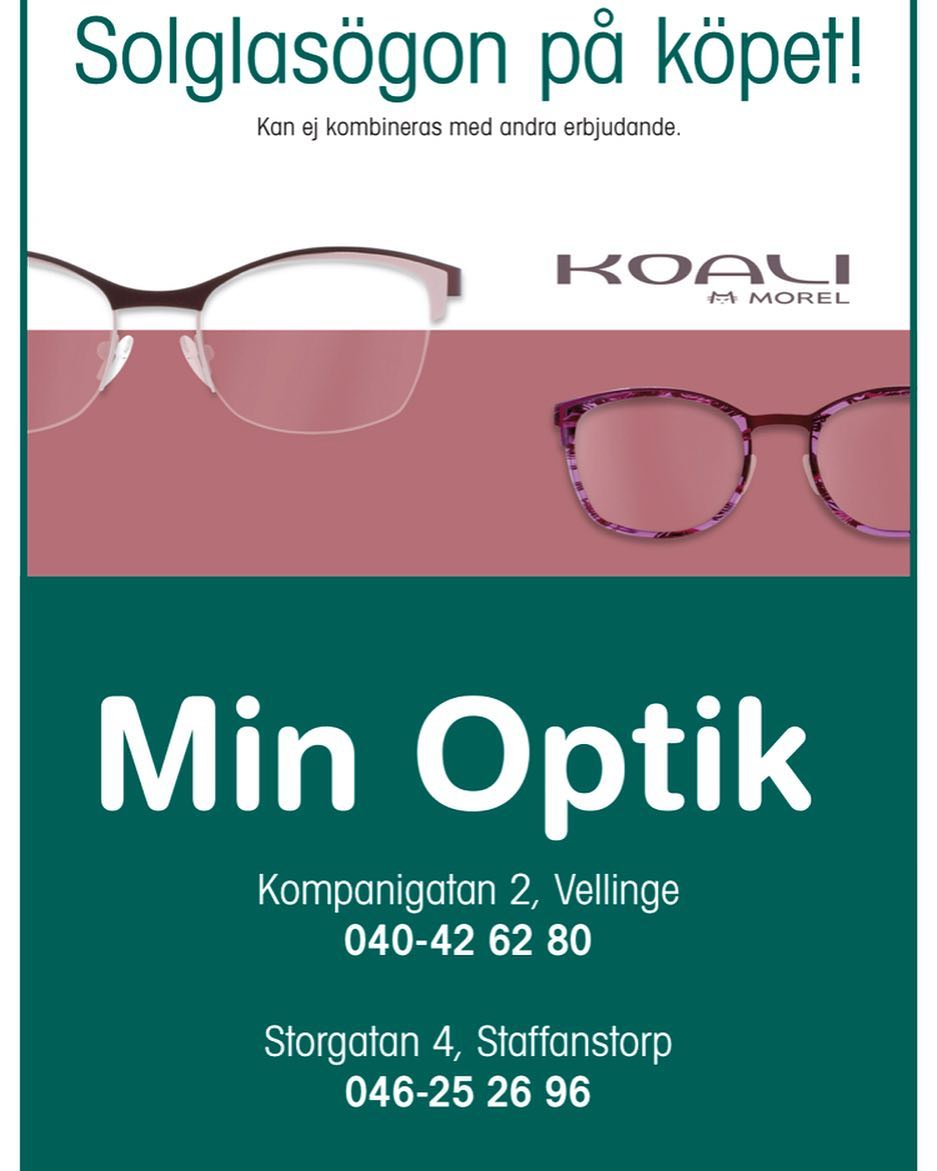 Solglasögon på köpet!
Kan ej kombineras med andra erbjudande.
KOALI
MOREL
Min Optik
Kompanigatan 2, Vellinge
040-42 62 80
Storgatan 4, Staffanstorp
046-25 26 96